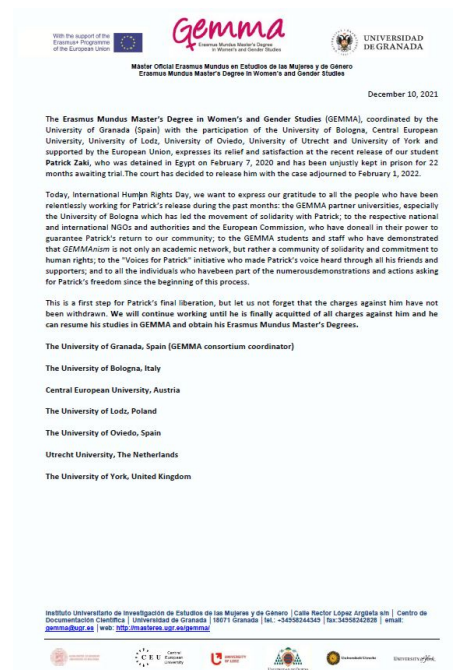 With the support of the
Erasmus+ Programme
of the European Union
Gemma
Erasmus Mundus Master's Degree
in Women's and Gender Studies
UNIVERSIDAD
DE GRANADA
Máster Oficial Erasmus Mundus en Estudios de las Mujeres y de Género
Erasmus Mundus Master's Degree in Women's and Gender Studies
December 10, 2021
The Erasmus Mundus Master's Degree in Women's and Gender Studies (GEMMA), coordinated by the
University of Granada (Spain) with the participation of the University of Bologna, Central European
University, University of Lodz, University of Oviedo, University of Utrecht and University of York and
supported by the European Union, expresses its relief and satisfaction at the recent release of our student
Patrick Zaki, who was detained in Egypt on February 7, 2020 and has been unjustly kept in prison for 22
months awaiting trial.The court has decided to release him with the case adjourned to February 1, 2022.
Today, International Human Rights Day, we want to express our gratitude to all the people who have been
relentlessly working for Patrick's release during the past months: the GEMMA partner universities, especially
the University of Bologna which has led the movement of solidarity with Patrick; to the respective national
and international NGOs and authorities and the European Commission, who have doneall in their power to
guarantee Patrick's return to our community; to the GEMMA students and staff who have demonstrated
that GEMMAnism is not only an academic network, but rather a community of solidarity and commitment to
human rights; to the "Voices for Patrick" initiative who made Patrick's voice heard through all his friends and
supporters; and to all the individuals who havebeen part of the numerousdemonstrations and actions asking
for Patrick's freedom since the beginning of this process.
This is a first step for Patrick's final liberation, but let us not forget that the charges against him have not
been withdrawn. We will continue working until he is finally acquitted of all charges against him and he
can resume his studies in GEMMA and obtain his Erasmus Mundus Master's Degrees.
The University of Granada, Spain (GEMMA consortium coordinator)
The University of Bologna, Italy
Central European University, Austria
The University of Lodz, Poland
The University of Oviedo, Spain
Utrecht University, The Netherlands
The University of York, United Kingdom
Instituto Universitario de Investigación de Estudios de las Mujeres y de Género | Calle Rector López Argüeta s/n | Centro de
Documentación Científica | Universidad de Granada | 18071 Granada | tel.: +34958244349 | fax:34958242828 | email:
gemma@ugr.es | web: http://masteres.ugr.es/gemma/
CEU
Central
European
University
UNIVERSITY
OF LODZ
Universiteit Utrecht
UNIVERSITY of York